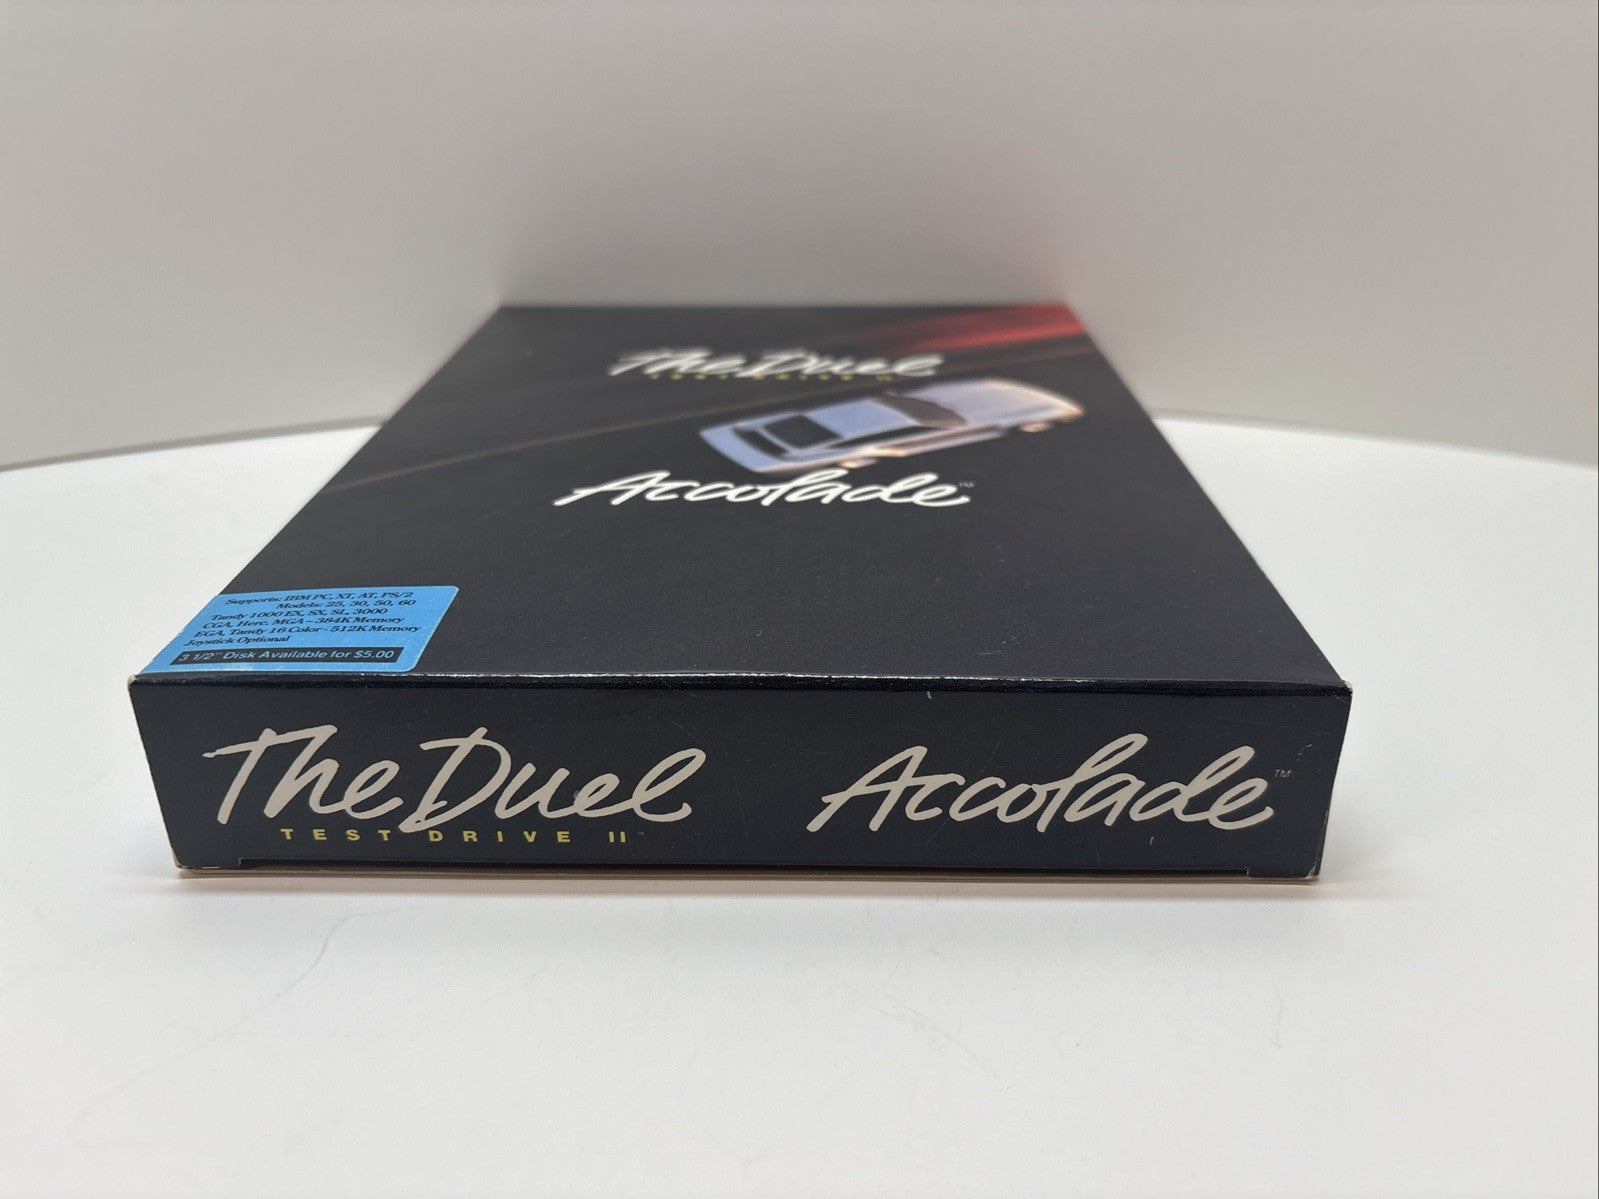 The Duel
TEST DRIVE II
Accolade™
Supports: IBM PC, XT, AT, PS/2
Models: 25, 30, 50, 60
Tandy 1000 EX, SX, SL, 3000
CGA, Herc. MGA - 384K Memory
EGA, Tandy 16 Color - 512K Memory
Joystick Optional
3 1/2" Disk Available for $5.00
The Duel
TEST DRIVE II™
Accolade™